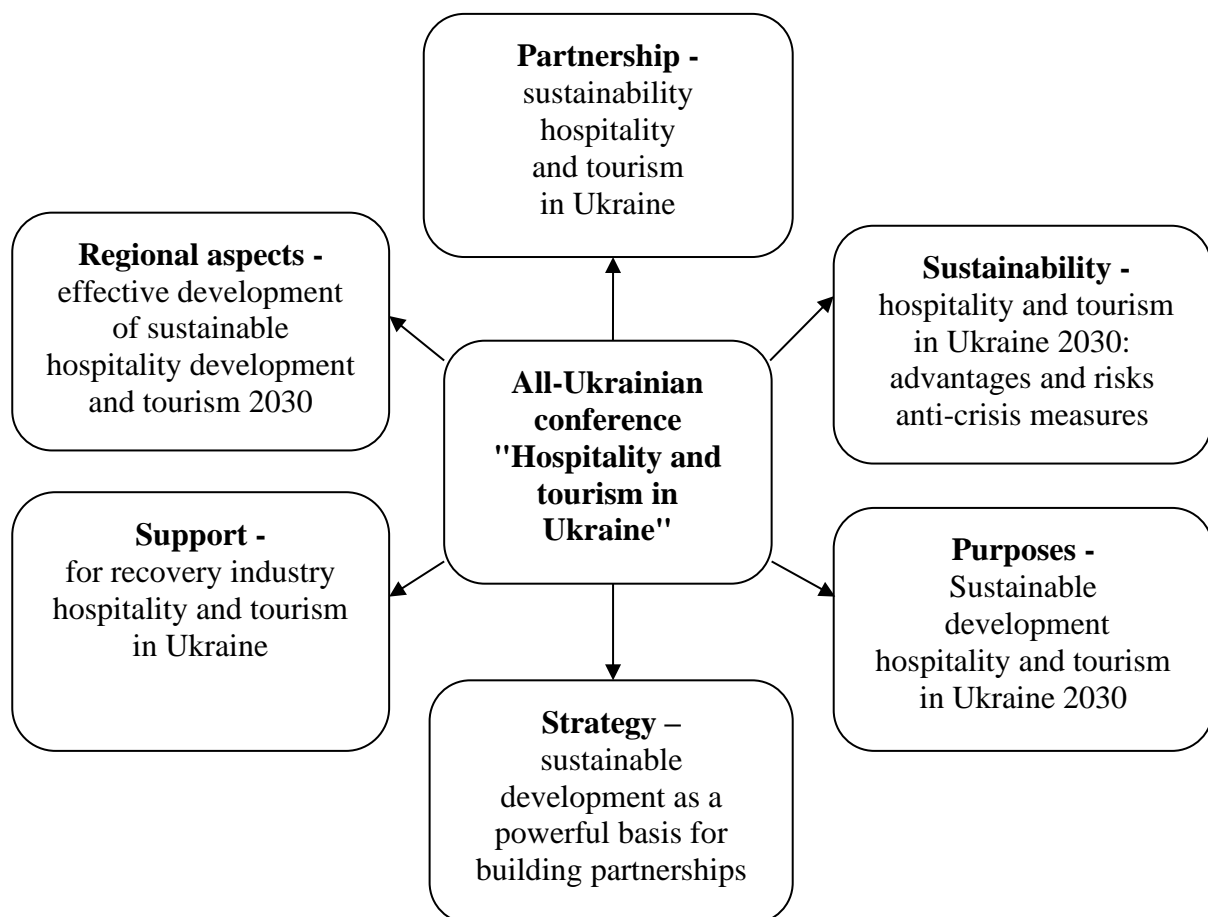 Partnership -
sustainability
hospitality
and tourism
in Ukraine
Regional aspects -
effective development
of sustainable
hospitality development
and tourism 2030
Sustainability -
hospitality and tourism
in Ukraine 2030:
advantages and risks
anti-crisis measures
All-Ukrainian
conference
"Hospitality and
tourism in
Ukraine"
Support -
for recovery industry
hospitality and tourism
in Ukraine
Purposes -
Sustainable
development
hospitality and tourism
in Ukraine 2030
Strategy –
sustainable
development as a
powerful basis for
building partnerships